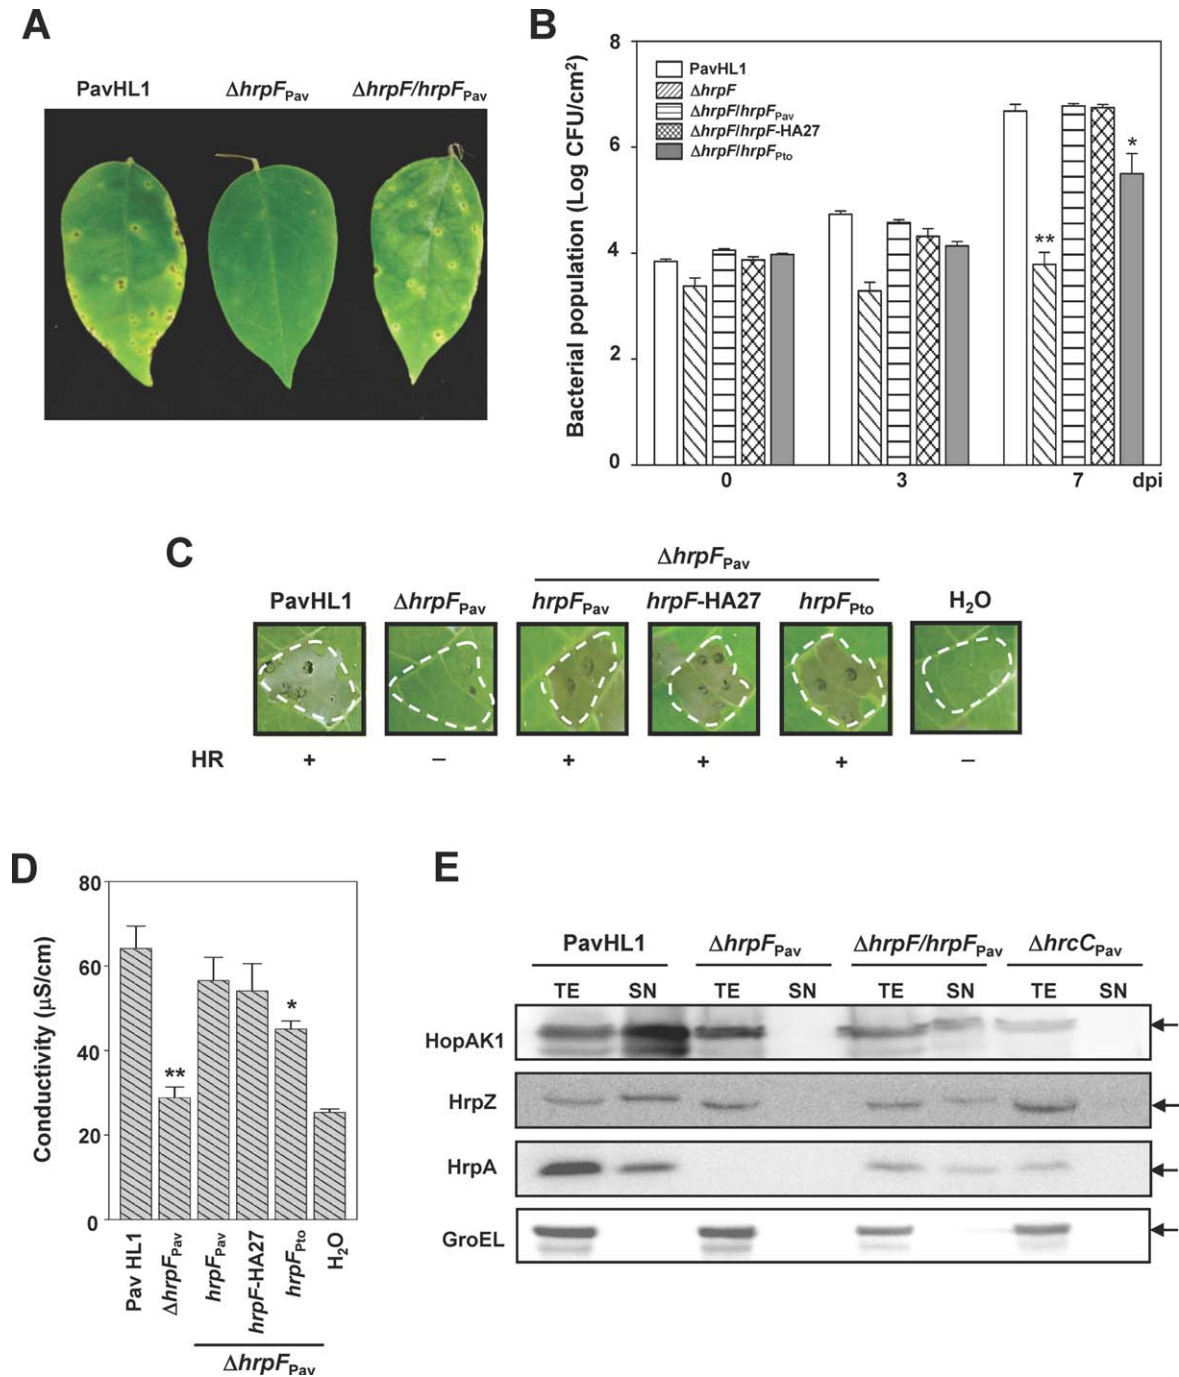 A
PavHL1 ΔhrpFPav ΔhrpF/hrpFPav
B
8
6
4
2
0
Bacterial population (Log CFU/cm²)
PavHL1
ΔhrpF
ΔhrpF/hrpFPav
ΔhrpF/hrpF-HA27
ΔhrpF/hrpFPto
**
*
0 3 7 dpi
C
ΔhrpFPav
PavHL1 ΔhrpFPav hrpFPav hrpF-HA27 hrpFPto H₂O
HR + – + + + –
D
80
60
40
20
0
Conductivity (µS/cm)
**
*
Pav HL1
ΔhrpFPav
hrpFPav
hrpF-HA27
hrpFPto
H₂O
ΔhrpFPav
E
PavHL1 ΔhrpFPav ΔhrpF/hrpFPav ΔhrcCPav
TE SN TE SN TE SN TE SN
HopAK1
HrpZ
HrpA
GroEL